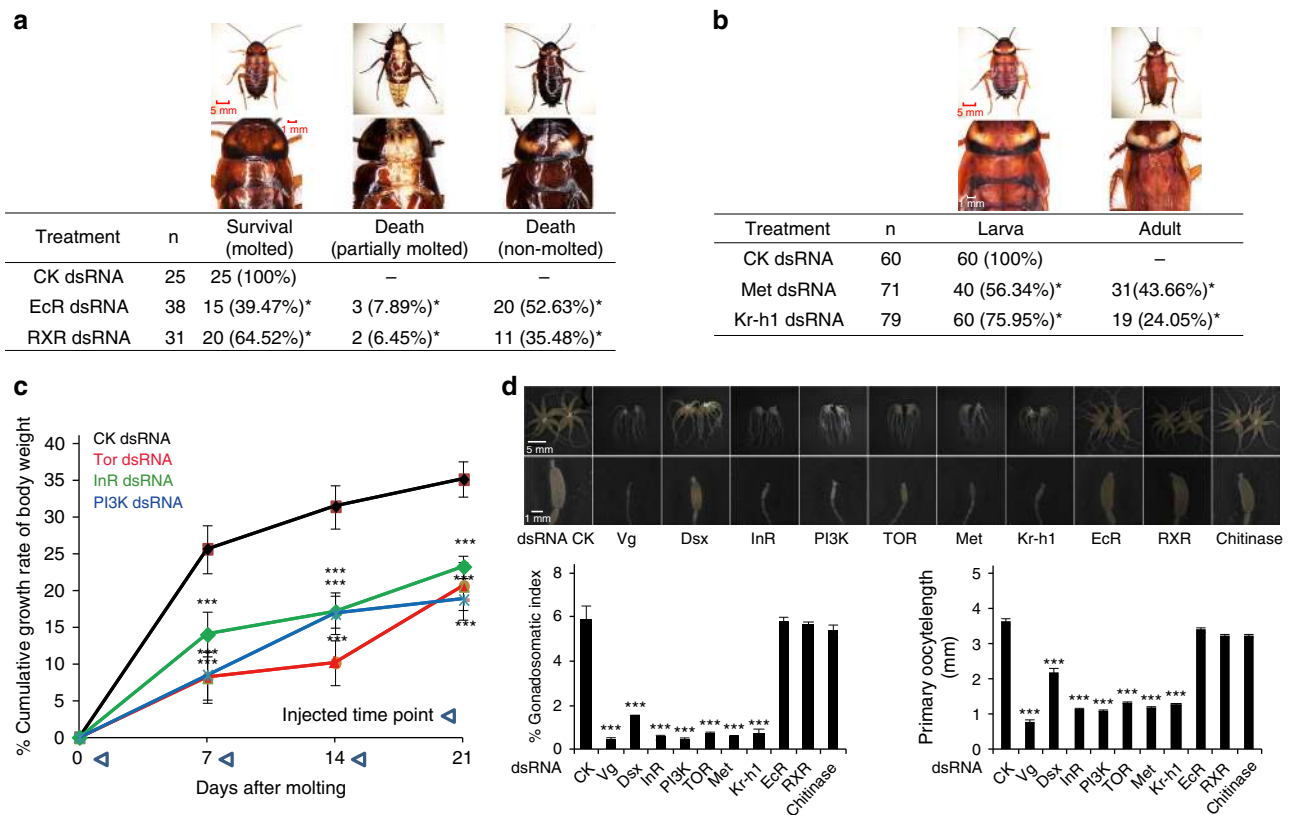 a
5 mm
1 mm
Treatment n Survival (molted) Death (partially molted) Death (non-molted)
CK dsRNA 25 25 (100%) – –
EcR dsRNA 38 15 (39.47%)* 3 (7.89%)* 20 (52.63%)*
RXR dsRNA 31 20 (64.52%)* 2 (6.45%)* 11 (35.48%)*
b
5 mm
1 mm
Treatment n Larva Adult
CK dsRNA 60 60 (100%) –
Met dsRNA 71 40 (56.34%)* 31(43.66%)*
Kr-h1 dsRNA 79 60 (75.95%)* 19 (24.05%)*
c
% Cumulative growth rate of body weight
40
35
30
25
20
15
10
5
0
CK dsRNA
Tor dsRNA
InR dsRNA
PI3K dsRNA
***
***
***
***
***
***
***
***
***
Injected time point
0 7 14 21
Days after molting
d
5 mm
1 mm
dsRNA CK Vg Dsx InR PI3K TOR Met Kr-h1 EcR RXR Chitinase
% Gonadosomatic index
8
6
4
2
0
*** *** *** *** *** *** ***
dsRNA CK Vg Dsx InR PI3K TOR Met Kr-h1 EcR RXR Chitinase
Primary oocytelength
(mm)
5
4
3
2
1
0
*** *** *** *** *** *** ***
dsRNA CK Vg Dsx InR PI3K TOR Met Kr-h1 EcR RXR Chitinase